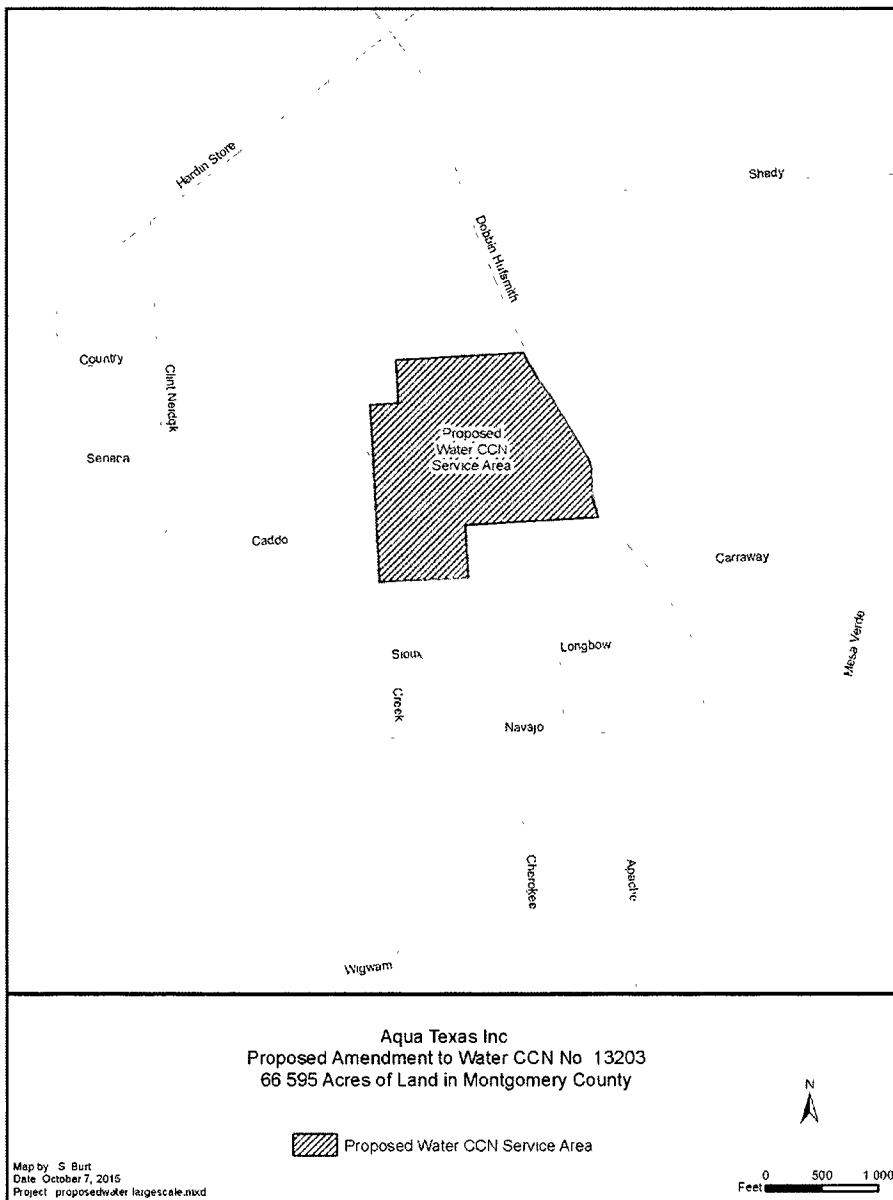 Hardin Store
Shady
Dobbin Hufsmith
Country
Clint Neidigk
Proposed
Water CCN
Service Area
Seneca
Caddo
Carraway
Sioux
Longbow
Mesa Verde
Creek
Navajo
Cherokee
Apache
Wigwam
Aqua Texas Inc
Proposed Amendment to Water CCN No 13203
66 595 Acres of Land in Montgomery County
N
Proposed Water CCN Service Area
Map by S Burt
Date October 7, 2015
Project proposedwater largescale.mxd
0 500 1 000
Feet